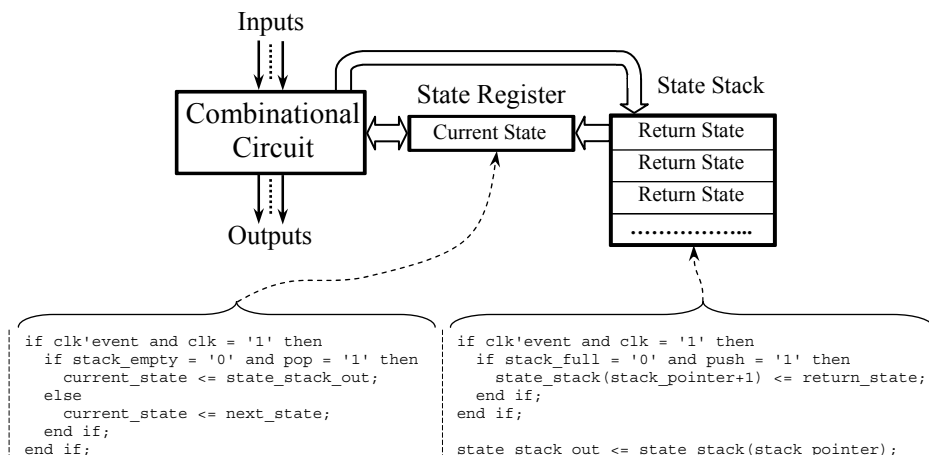 Inputs
State Stack
State Register
Combinational
Circuit
Current State
Return State
Return State
Return State
...................
Outputs
if clk'event and clk = '1' then
if stack_empty = '0' and pop = '1' then
current_state <= state_stack_out;
else
current_state <= next_state;
end if;
end if;
if clk'event and clk = '1' then
if stack_full = '0' and push = '1' then
state_stack(stack_pointer+1) <= return_state;
end if;
end if;
state_stack_out <= state_stack(stack_pointer);